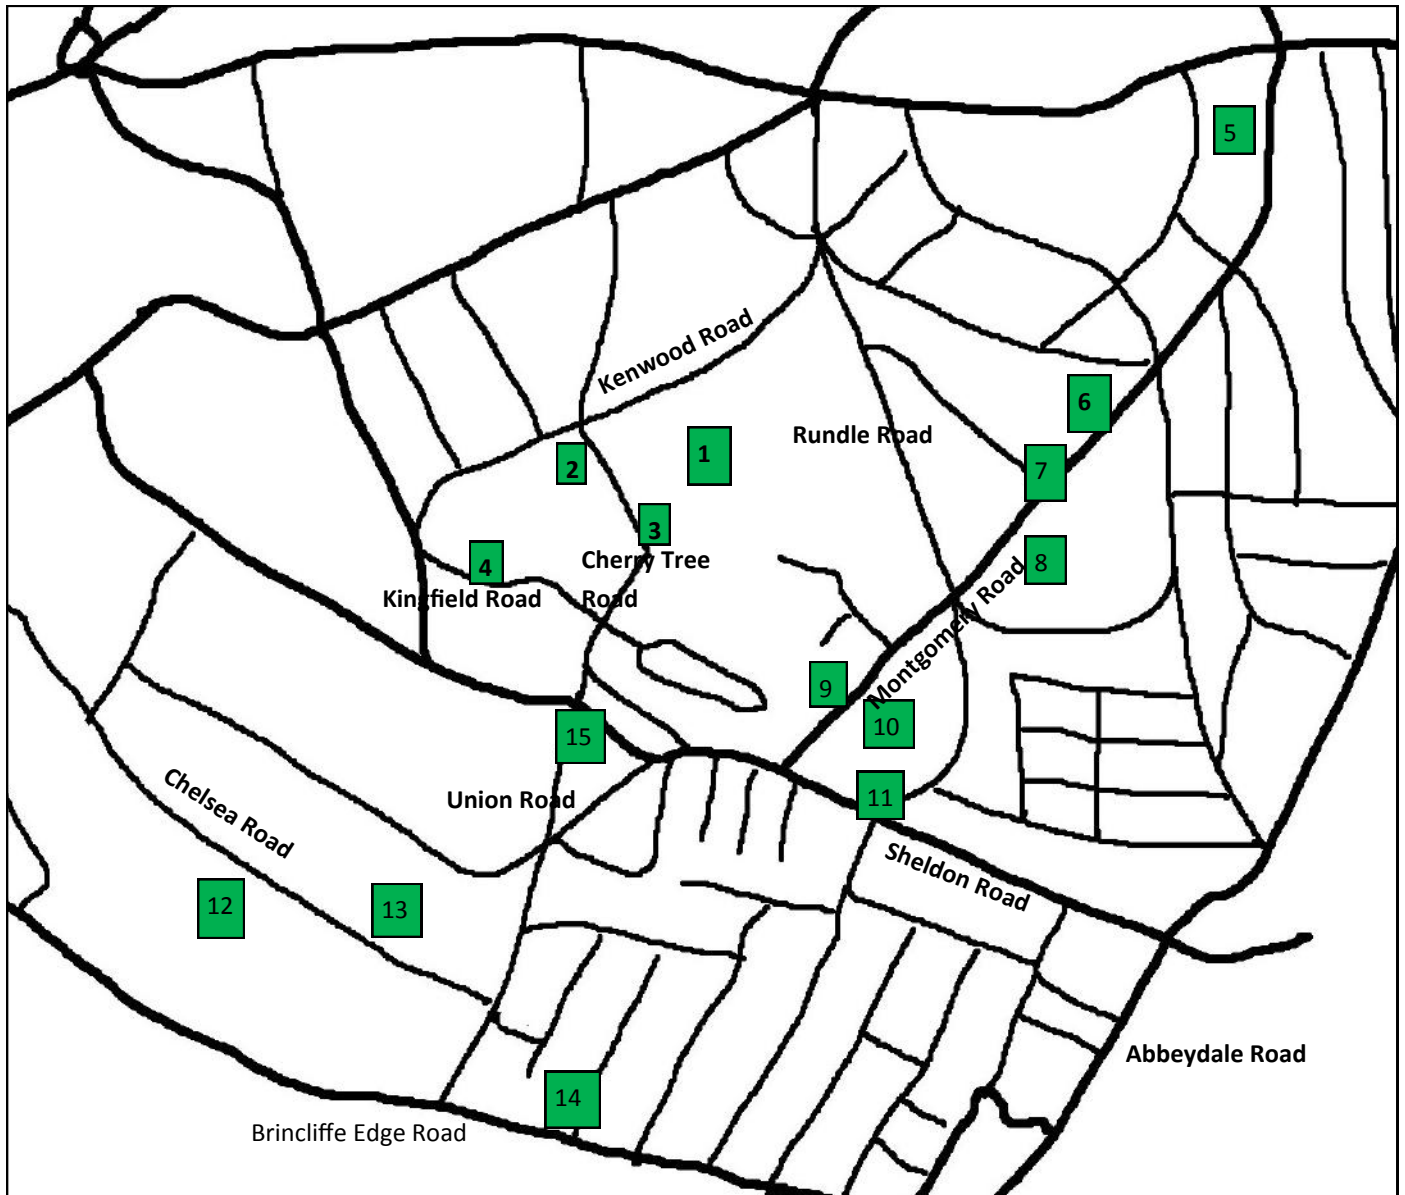 5
Kenwood Road
6
Rundle Road
1
2
7
3
Cherry Tree
Road
4
Kingfield Road
8
Montgomery Road
9
10
15
11
Union Road
Chelsea Road
Sheldon Road
12
13
Abbeydale Road
14
Brincliffe Edge Road